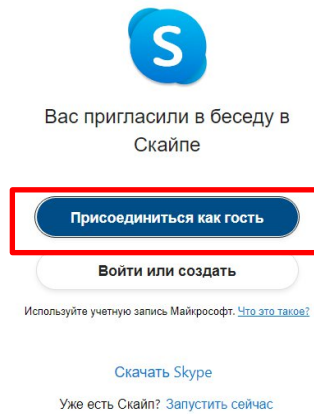 S
Вас пригласили в беседу в
Скайпе
Присоединиться как гость
Войти или создать
Используйте учетную запись Майкрософт. Что это такое?
Скачать Skype
Уже есть Скайп? Запустить сейчас